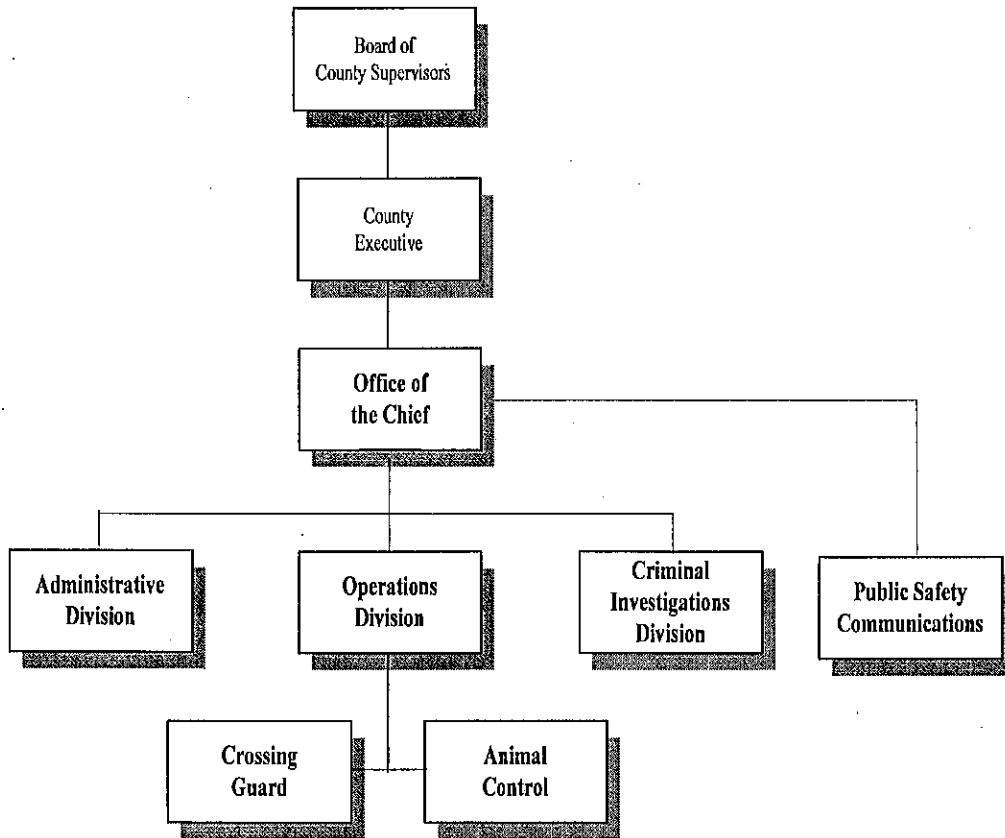 Board of
County Supervisors
County
Executive
Office of
the Chief
Administrative
Division
Operations
Division
Criminal
Investigations
Division
Public Safety
Communications
Crossing
Guard
Animal
Control